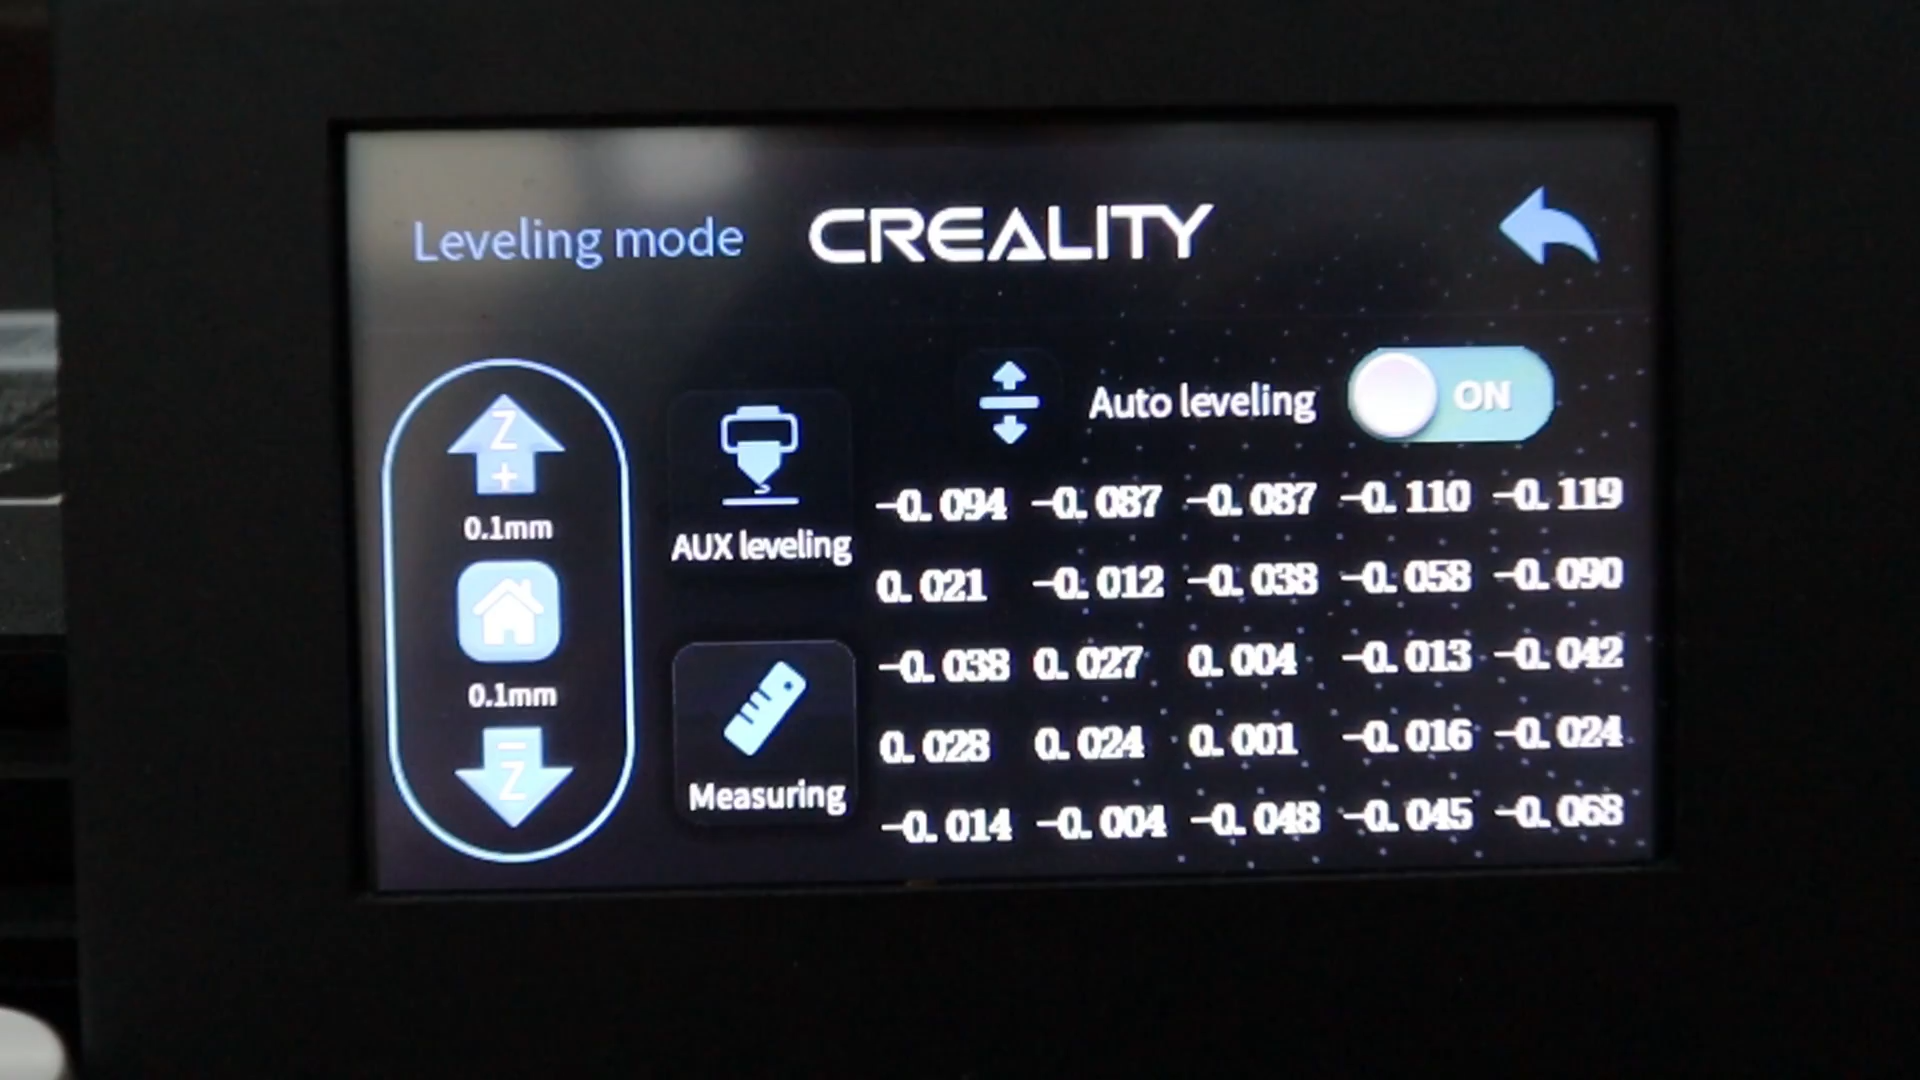 Leveling mode CREALITY
Z
+
0.1mm
0.1mm
Z
AUX leveling
Measuring
Auto leveling ON
-0.094 -0.087 -0.087 -0.110 -0.119
0.021 -0.012 -0.038 -0.058 -0.090
-0.038 0.027 0.004 -0.013 -0.042
0.028 0.024 0.001 -0.016 -0.024
-0.014 -0.004 -0.048 -0.045 -0.068